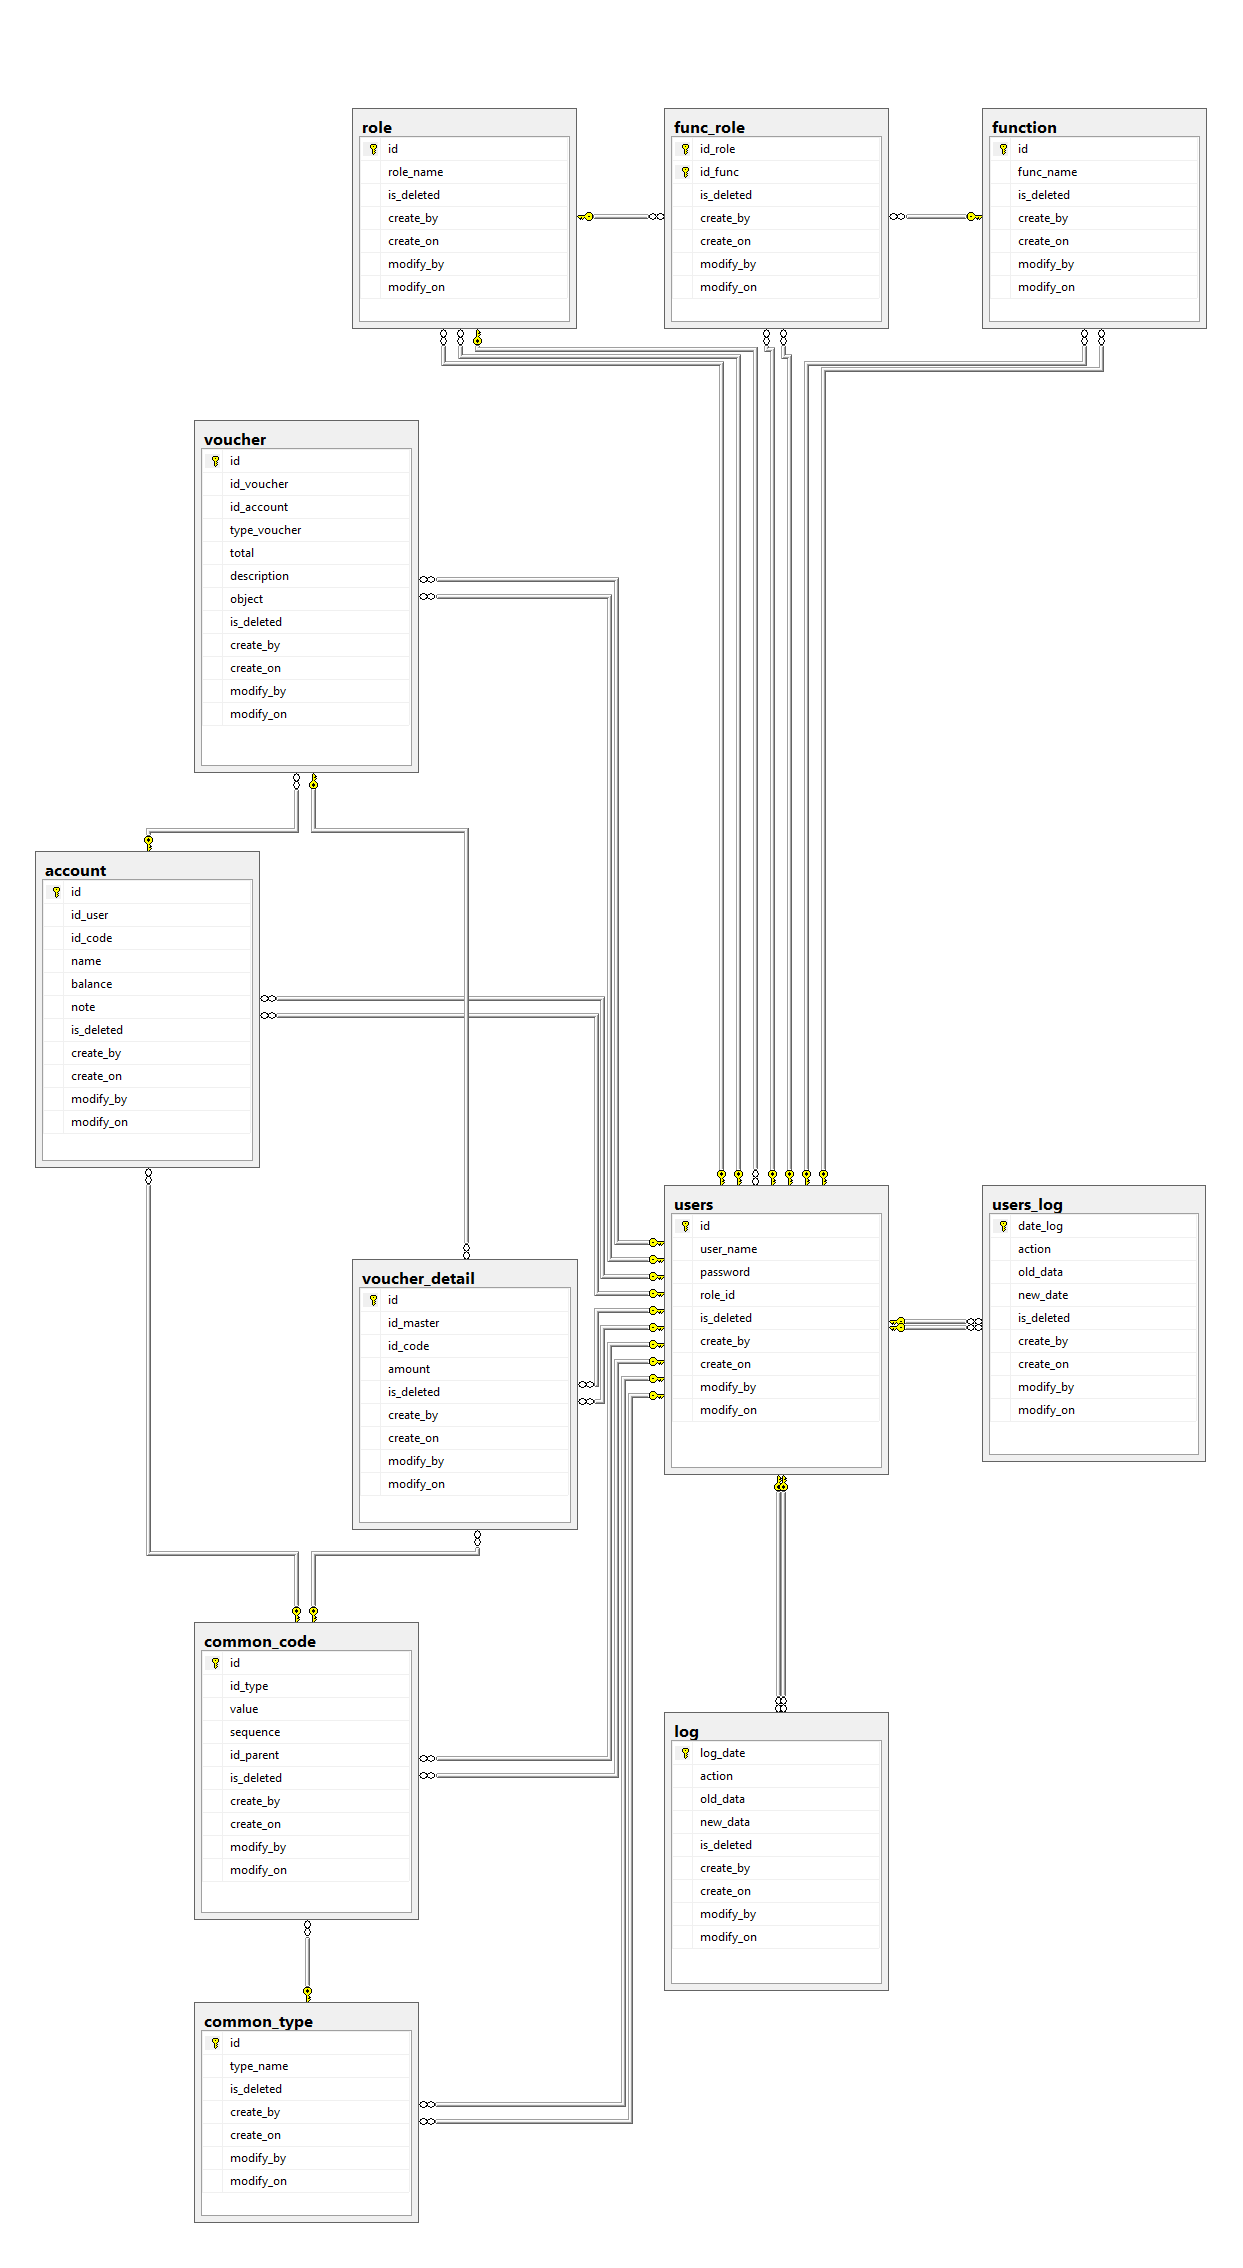 role
id
role_name
is_deleted
create_by
create_on
modify_by
modify_on
func_role
id_role
id_func
is_deleted
create_by
create_on
modify_by
modify_on
function
id
func_name
is_deleted
create_by
create_on
modify_by
modify_on
voucher
id
id_voucher
id_account
type_voucher
total
description
object
is_deleted
create_by
create_on
modify_by
modify_on
account
id
id_user
id_code
name
balance
note
is_deleted
create_by
create_on
modify_by
modify_on
users
id
user_name
password
role_id
is_deleted
create_by
create_on
modify_by
modify_on
users_log
date_log
action
old_data
new_date
is_deleted
create_by
create_on
modify_by
modify_on
voucher_detail
id
id_master
id_code
amount
is_deleted
create_by
create_on
modify_by
modify_on
common_code
id
id_type
value
sequence
id_parent
is_deleted
create_by
create_on
modify_by
modify_on
log
log_date
action
old_data
new_data
is_deleted
create_by
create_on
modify_by
modify_on
common_type
id
type_name
is_deleted
create_by
create_on
modify_by
modify_on